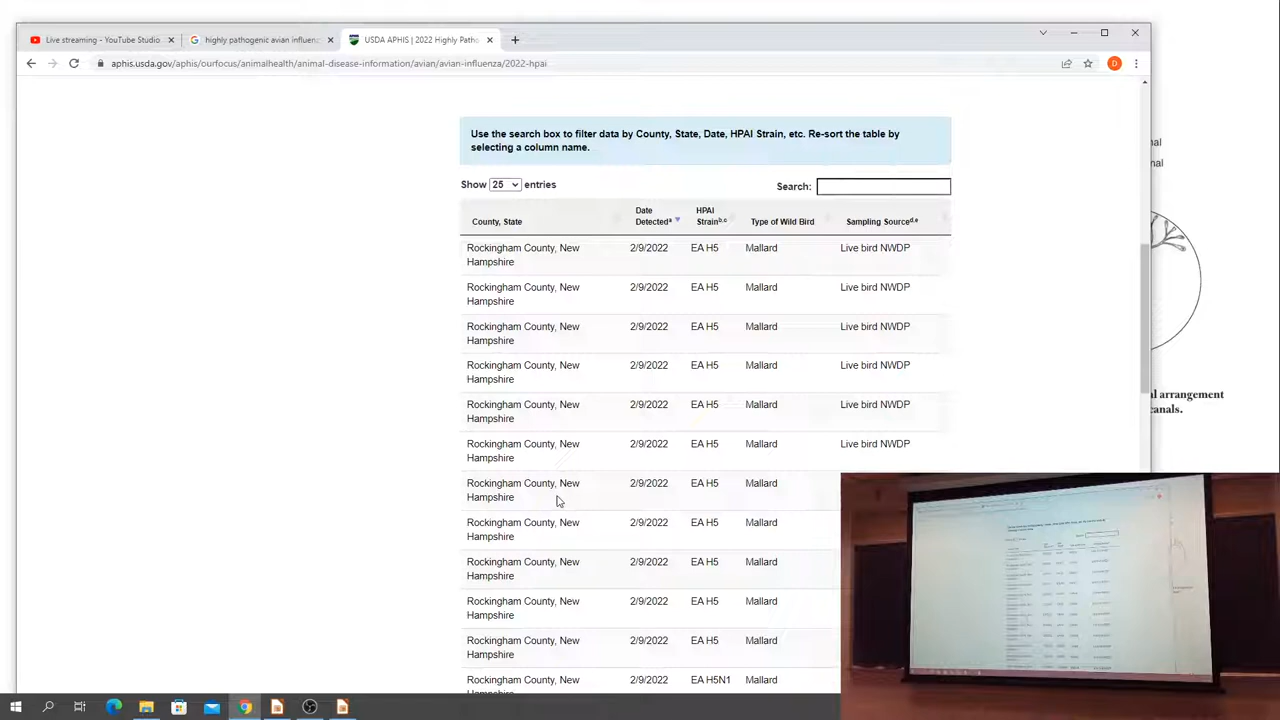 Live streaming - YouTube Studio
highly pathogenic avian influenz
USDA APHIS | 2022 Highly Patho
aphis.usda.gov/aphis/ourfocus/animalhealth/animal-disease-information/avian/avian-influenza/2022-hpai
D
Use the search box to filter data by County, State, Date, HPAI Strain, etc. Re-sort the table by
selecting a column name.
Show 25 entries
Search:
County, State
Date
Detectedᵃ
HPAI
Strainᵇ,ᶜ
Type of Wild Bird
Sampling Sourceᵈ,ᵉ
Rockingham County, New
Hampshire
2/9/2022 EA H5 Mallard Live bird NWDP
Rockingham County, New
Hampshire
2/9/2022 EA H5 Mallard Live bird NWDP
Rockingham County, New
Hampshire
2/9/2022 EA H5 Mallard Live bird NWDP
Rockingham County, New
Hampshire
2/9/2022 EA H5 Mallard Live bird NWDP
Rockingham County, New
Hampshire
2/9/2022 EA H5 Mallard Live bird NWDP
Rockingham County, New
Hampshire
2/9/2022 EA H5 Mallard Live bird NWDP
Rockingham County, New
Hampshire
2/9/2022 EA H5 Mallard
Rockingham County, New
Hampshire
2/9/2022 EA H5 Mallard
Rockingham County, New
Hampshire
2/9/2022 EA H5 Mallard
Rockingham County, New
Hampshire
2/9/2022 EA H5 Mallard
Rockingham County, New
Hampshire
2/9/2022 EA H5 Mallard
Rockingham County, New
2/9/2022 EA H5N1 Mallard
nal
nal
al arrangement
canals.